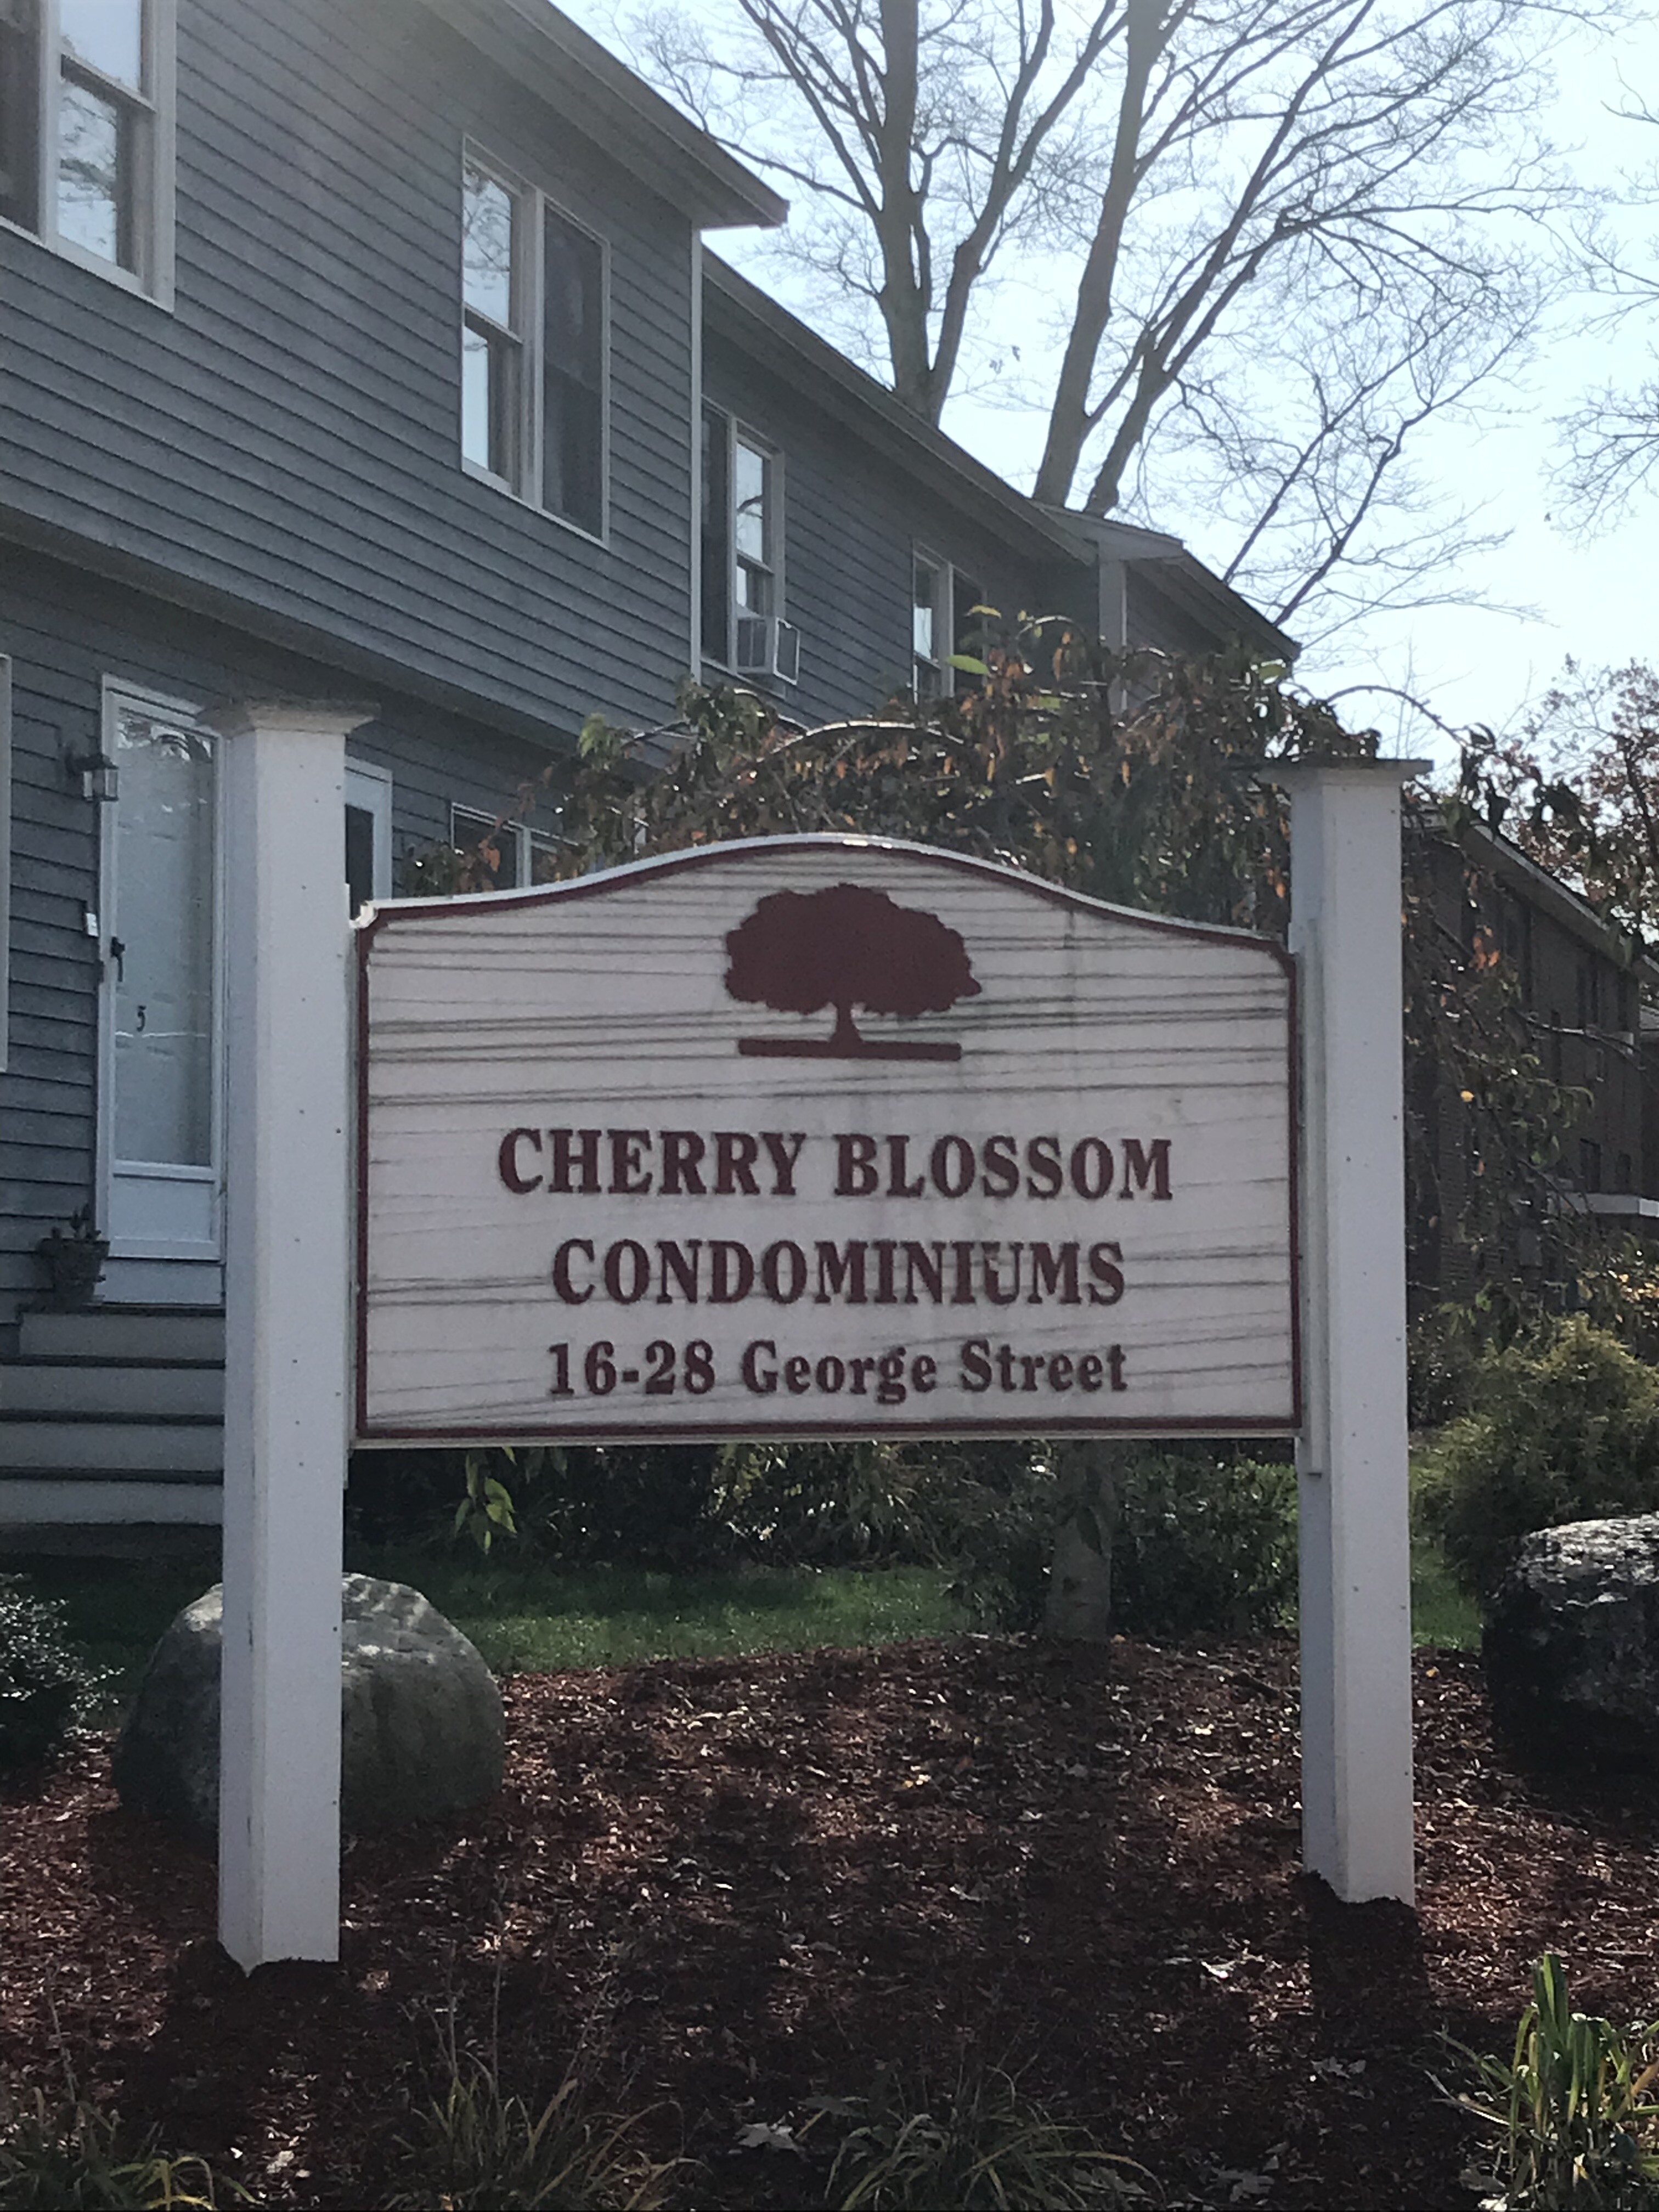 5
CHERRY BLOSSOM
CONDOMINIUMS
16-28 George Street